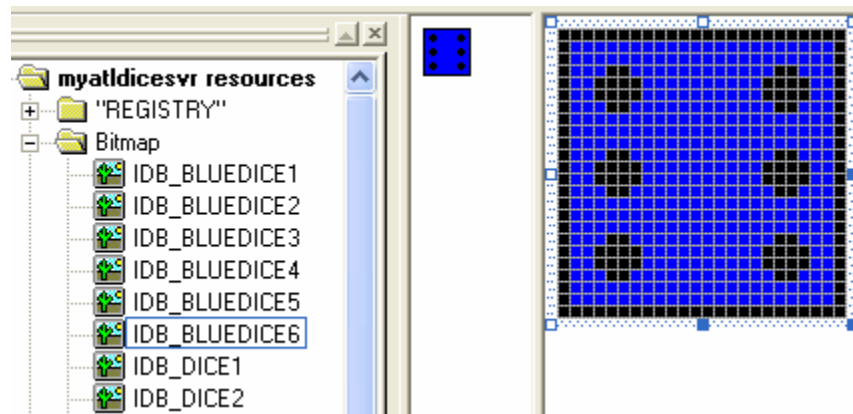 myatldicesvr resources
"REGISTRY"
Bitmap
IDB_BLUEDICE1
IDB_BLUEDICE2
IDB_BLUEDICE3
IDB_BLUEDICE4
IDB_BLUEDICE5
IDB_BLUEDICE6
IDB_DICE1
IDB_DICE2